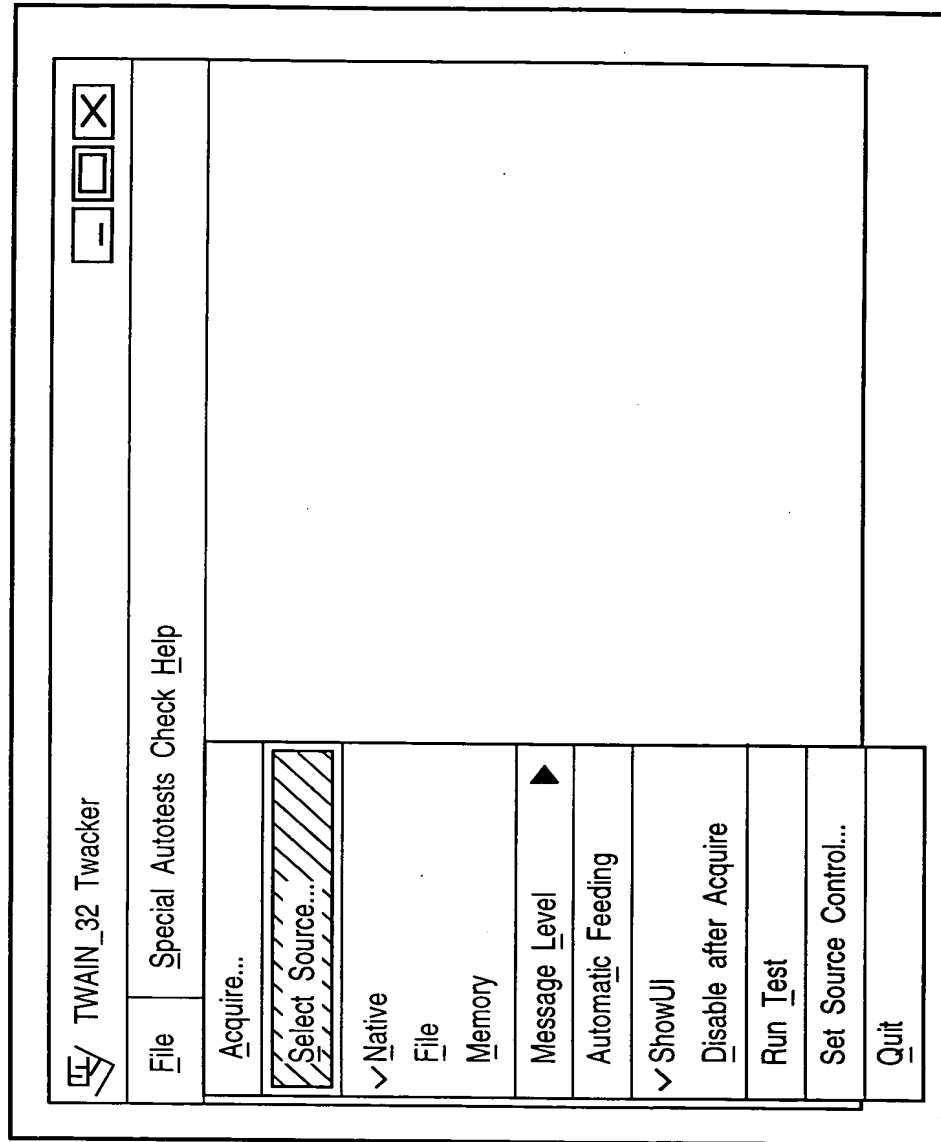 TWAIN_32 Twacker
File Special Autotests Check Help
Acquire...
Select Source...
✓Native
File
Memory
Message Level ▶
Automatic Feeding
✓ShowUI
Disable after Acquire
Run Test
Set Source Control...
Quit